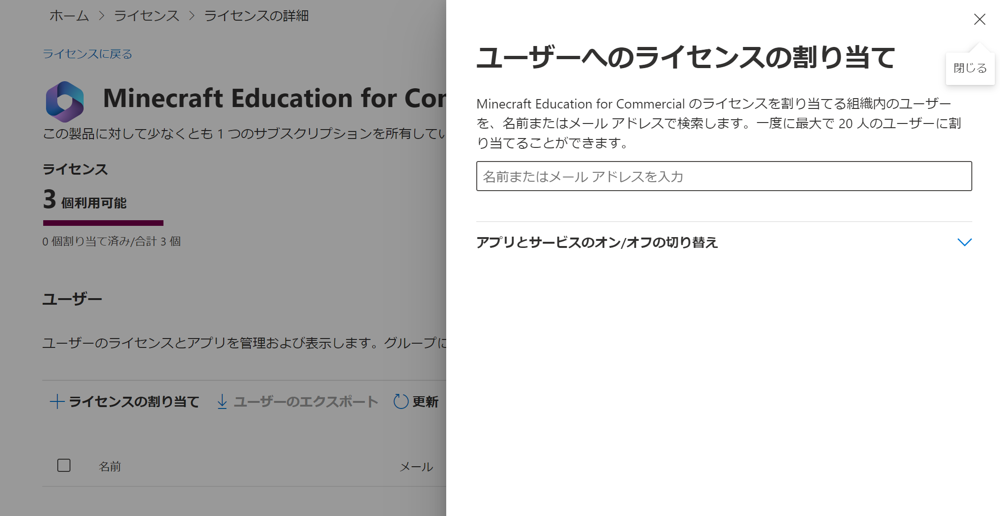 ホーム > ライセンス > ライセンスの詳細
ライセンスに戻る
Minecraft Education for Con
この製品に対して少なくとも 1 つのサブスクリプションを所有してい
ライセンス
3 個利用可能
0 個割り当て済み/合計 3 個
ユーザー
ユーザーのライセンスとアプリを管理および表示します。グループに
ライセンスの割り当て ユーザーのエクスポート 更新
名前 メール
ユーザーへのライセンスの割り当て
閉じる
Minecraft Education for Commercial のライセンスを割り当てる組織内のユーザー
を、名前またはメール アドレスで検索します。一度に最大で 20 人のユーザーに割
り当てることができます。
名前またはメール アドレスを入力
アプリとサービスのオン/オフの切り替え